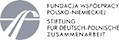 FUNDACJA WSPÓŁPRACY
POLSKO-NIEMIECKIEJ
STIFTUNG
FÜR DEUTSCH-POLNISCHE
ZUSAMMENARBEIT